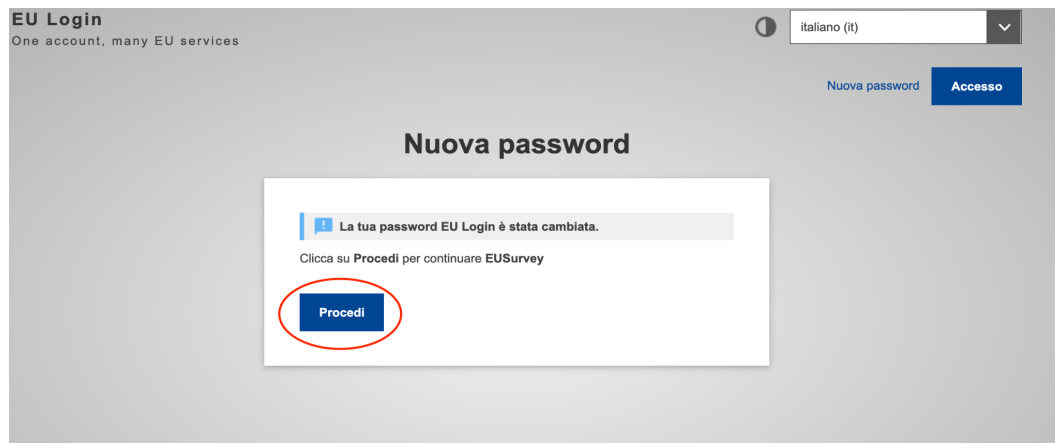 EU Login
One account, many EU services
italiano (it)
Nuova password
Accesso
Nuova password
La tua password EU Login è stata cambiata.
Clicca su Procedi per continuare EUSurvey
Procedi